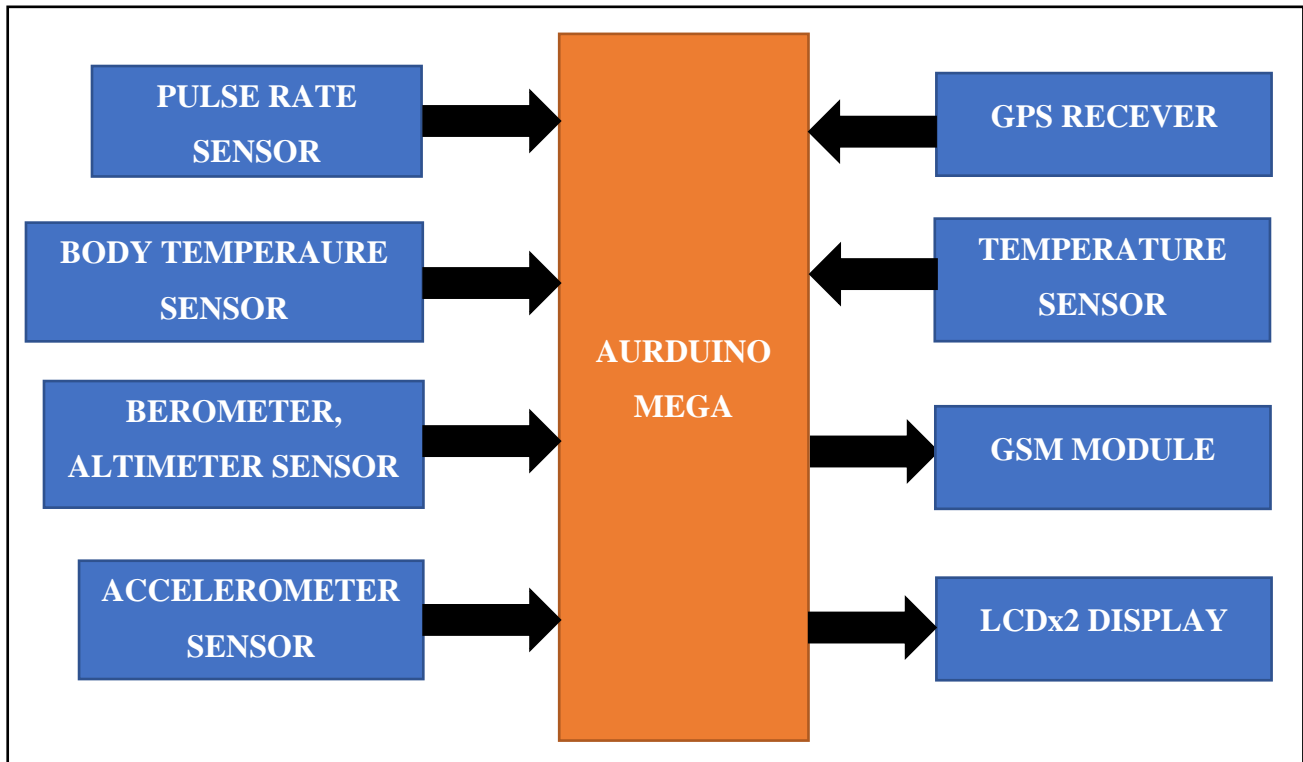 PULSE RATE
SENSOR
BODY TEMPERAURE
SENSOR
BEROMETER,
ALTIMETER SENSOR
ACCELEROMETER
SENSOR
AURDUINO
MEGA
GPS RECEVER
TEMPERATURE
SENSOR
GSM MODULE
LCDx2 DISPLAY